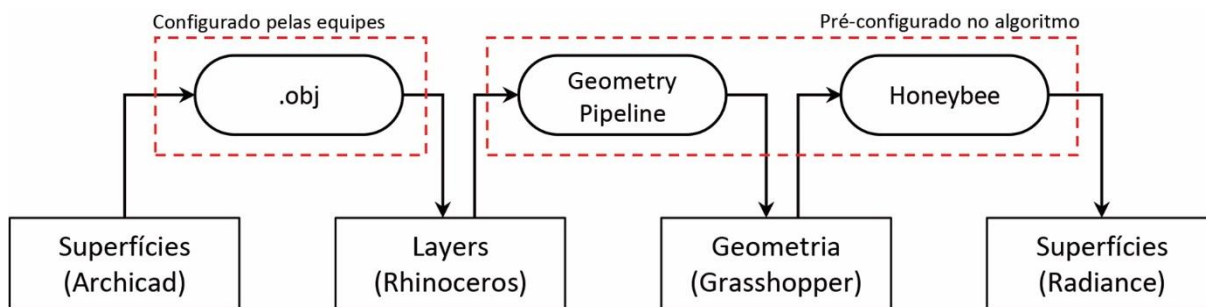 Configurado pelas equipes
Pré-configurado no algoritmo
.obj
Geometry
Pipeline
Honeybee
Superfícies
(Archicad)
Layers
(Rhinoceros)
Geometria
(Grasshopper)
Superfícies
(Radiance)